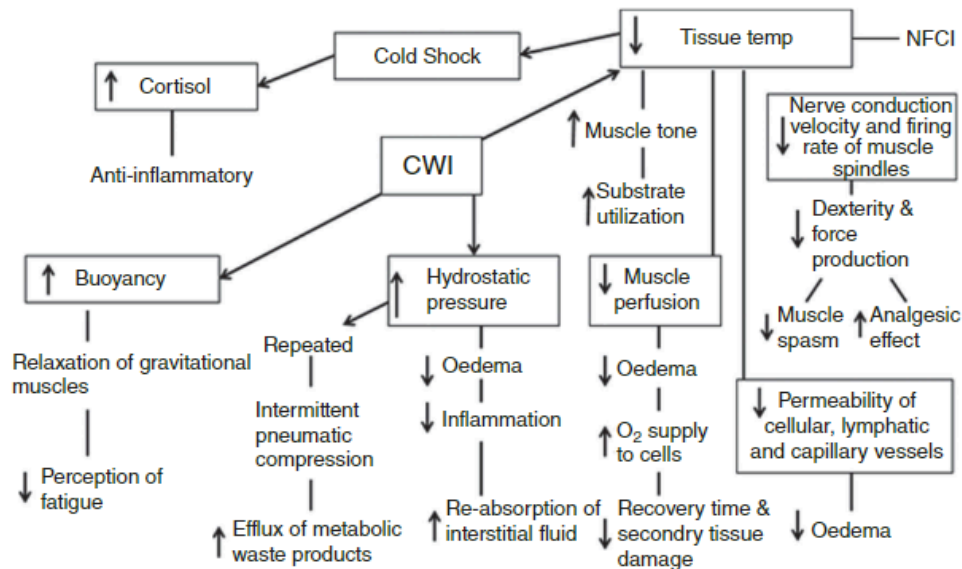 ↓ Tissue temp
NFCI
Cold Shock
↑ Cortisol
Anti-inflammatory
CWI
↑ Muscle tone
↑ Substrate
utilization
↓ Nerve conduction
velocity and firing
rate of muscle
spindles
↓ Dexterity &
force
production
↓ Muscle
spasm
↑ Analgesic
effect
↑ Buoyancy
Relaxation of gravitational
muscles
↓ Perception of
fatigue
↑ Hydrostatic
pressure
Repeated
Intermittent
pneumatic
compression
↑ Efflux of metabolic
waste products
↓ Oedema
↓ Inflammation
↑ Re-absorption of
interstitial fluid
↓ Muscle
perfusion
↓ Oedema
↑ O₂ supply
to cells
↓ Recovery time &
secondry tissue
damage
↓ Permeability of
cellular, lymphatic
and capillary vessels
↓ Oedema